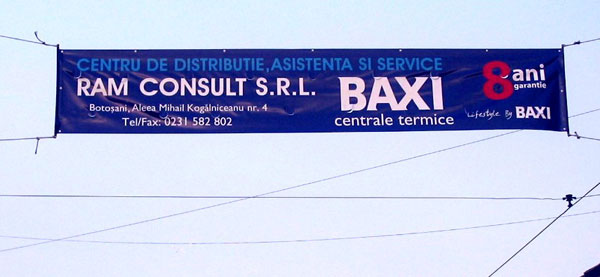 CENTRU DE DISTRIBUTIE, ASISTENTA SI SERVICE
RAM CONSULT S.R.L.
Botoşani, Aleea Mihail Kogălniceanu nr. 4
Tel/Fax: 0231 582 802
BAXI
centrale termice
8 ani
garantie
Lifestyle By BAXI